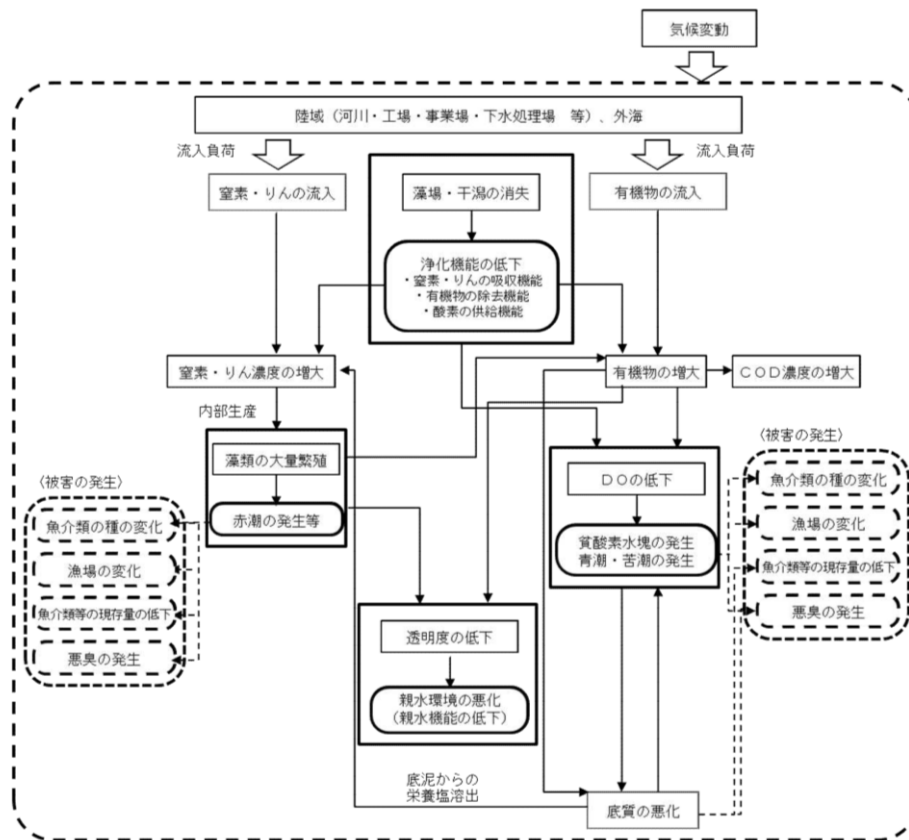 気候変動
陸域（河川・工場・事業場・下水処理場　等）、外海
流入負荷
流入負荷
窒素・りんの流入
藻場・干潟の消失
有機物の流入
浄化機能の低下
・窒素・りんの吸収機能
・有機物の除去機能
・酸素の供給機能
窒素・りん濃度の増大
有機物の増大
ＣＯＤ濃度の増大
内部生産
〈被害の発生〉
藻類の大量繁殖
赤潮の発生等
〈被害の発生〉
魚介類の種の変化
漁場の変化
魚介類等の現存量の低下
悪臭の発生
ＤＯの低下
貧酸素水塊の発生
青潮・苦潮の発生
魚介類の種の変化
漁場の変化
魚介類等の現存量の低下
悪臭の発生
透明度の低下
親水環境の悪化
（親水機能の低下）
底泥からの
栄養塩溶出
底質の悪化